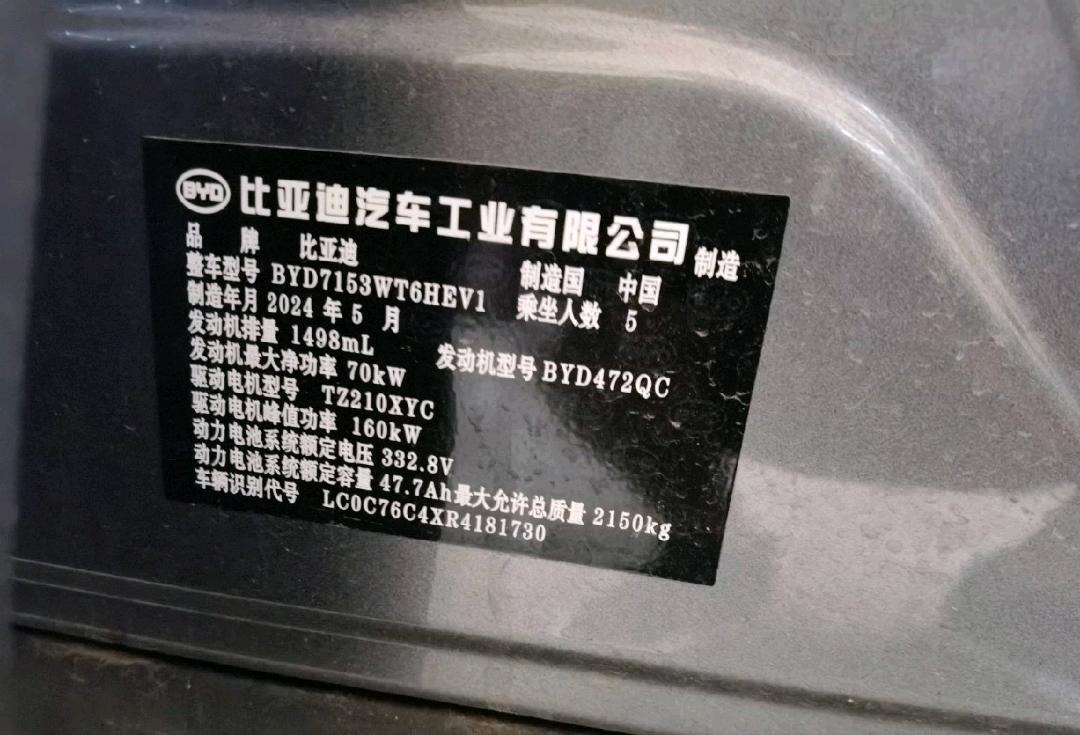 BYD 比亚迪汽车工业有限公司 制造
品 牌 比亚迪 制造国 中国
整车型号 BYD7153WT6HEV1 乘坐人数 5
制造年月 2024 年 5 月
发动机排量 1498mL 发动机型号 BYD472QC
发动机最大净功率 70kW
驱动电机型号 TZ210XYC
驱动电机峰值功率 160kW
动力电池系统额定电压 332.8V
动力电池系统额定容量 47.7Ah 最大允许总质量 2150kg
车辆识别代号 LC0C76C4XR4181730